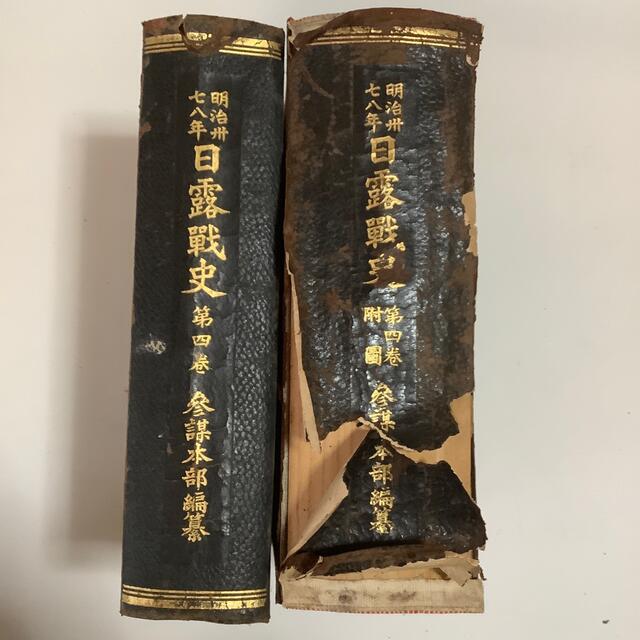 明治卅
七八年
日露戰史
第四卷
參謀本部編纂
明治卅
七八年
日露戰史
第四卷
附圖
參謀本部編纂